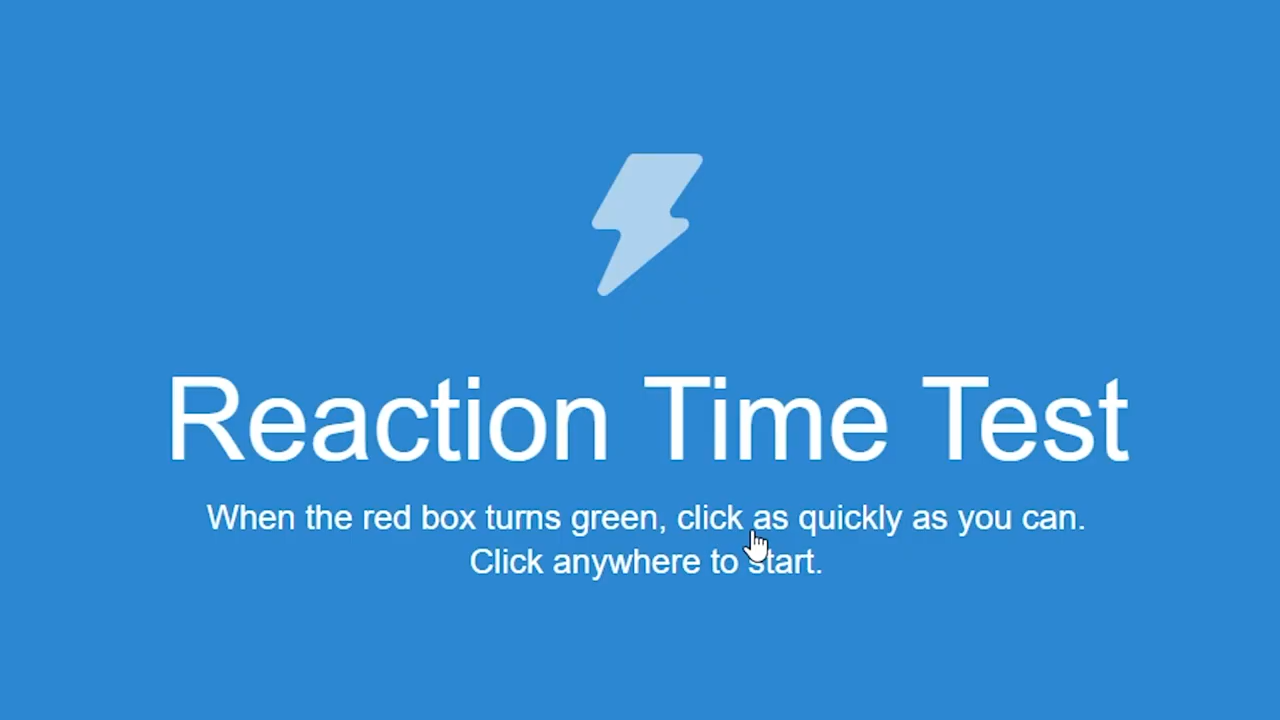 Reaction Time Test
When the red box turns green, click as quickly as you can.
Click anywhere to start.